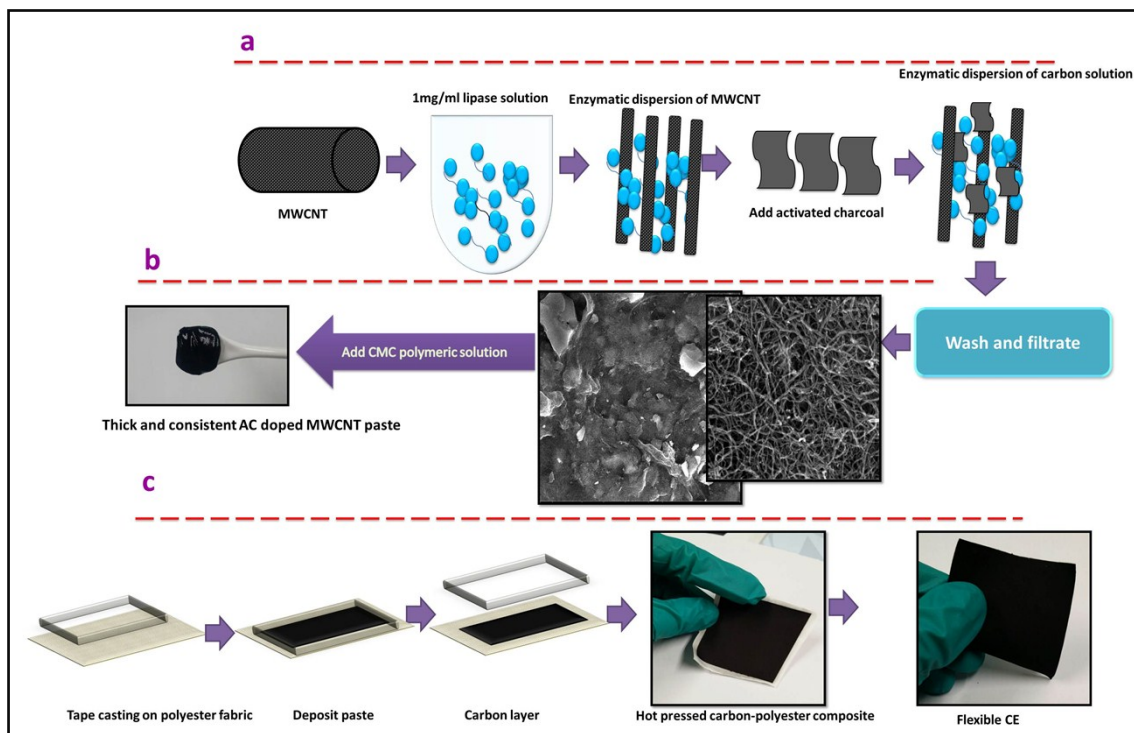 a
1mg/ml lipase solution
Enzymatic dispersion of MWCNT
Enzymatic dispersion of carbon solution
MWCNT
Add activated charcoal
b
Add CMC polymeric solution
Wash and filtrate
Thick and consistent AC doped MWCNT paste
c
Tape casting on polyester fabric
Deposit paste
Carbon layer
Hot pressed carbon-polyester composite
Flexible CE